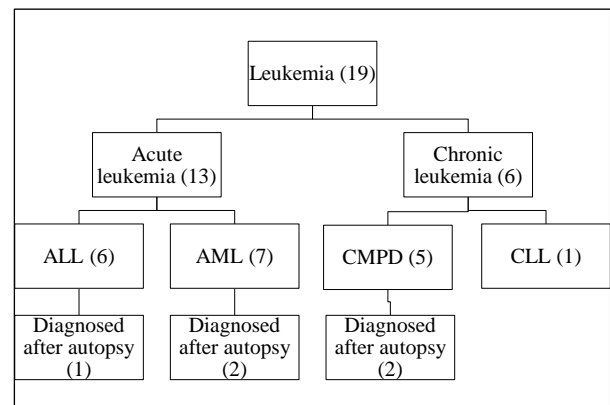 Leukemia (19)
Acute
leukemia (13)
Chronic
leukemia (6)
ALL (6)
AML (7)
CMPD (5)
CLL (1)
Diagnosed
after autopsy
(1)
Diagnosed
after autopsy
(2)
Diagnosed
after autopsy
(2)